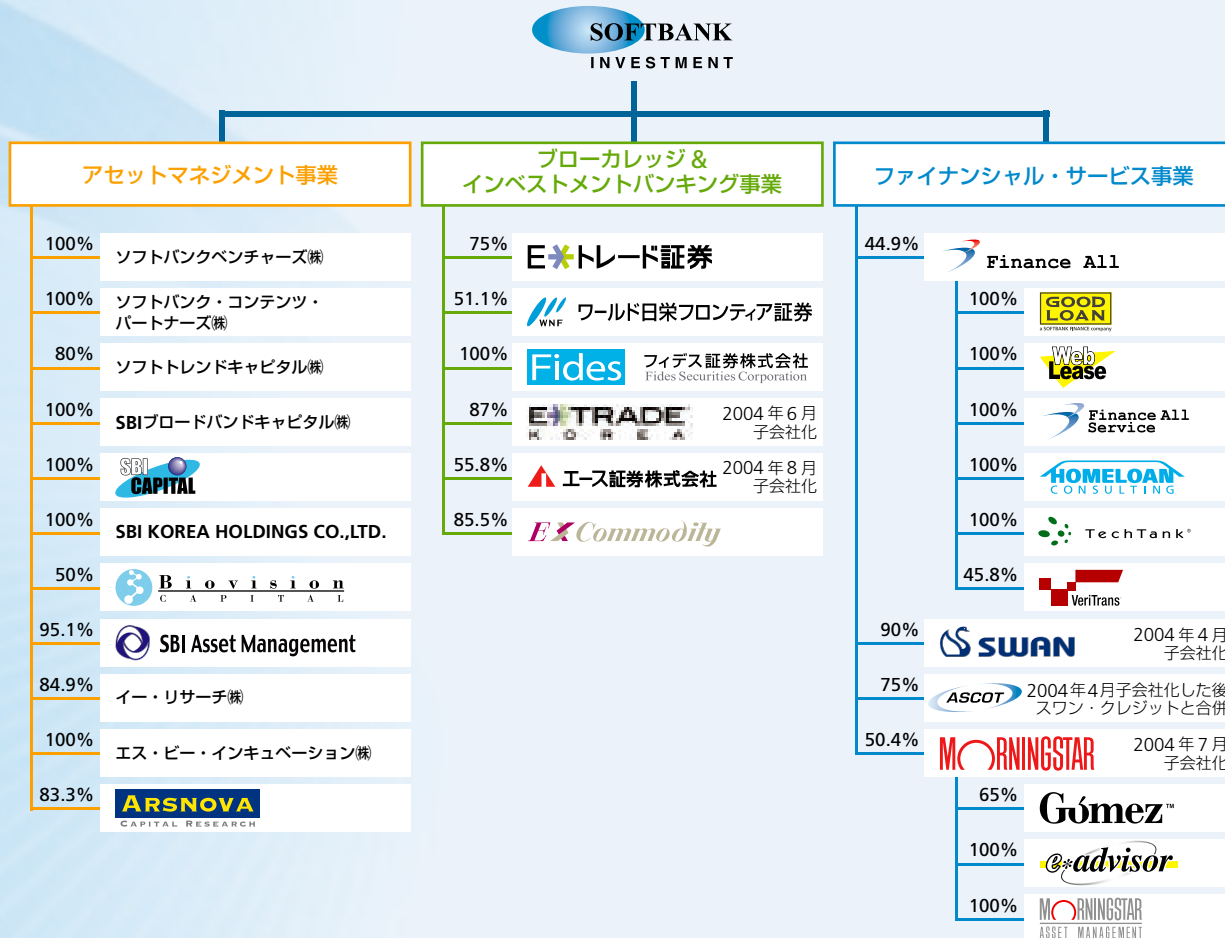 SOFTBANK
INVESTMENT
アセットマネジメント事業
100%
ソフトバンクベンチャーズ㈱
100%
ソフトバンク・コンテンツ・
パートナーズ㈱
80%
ソフトトレンドキャピタル㈱
100%
SBIブロードバンドキャピタル㈱
100%
SBI
CAPITAL
100%
SBI KOREA HOLDINGS CO.,LTD.
50%
Biovision
CAPITAL
95.1%
SBI Asset Management
84.9%
イー・リサーチ㈱
100%
エス・ビー・インキュベーション㈱
83.3%
ARSNOVA
CAPITAL RESEARCH
ブローカレッジ &
インベストメントバンキング事業
75%
E*トレード証券
51.1%
WNF ワールド日栄フロンティア証券
100%
Fides フィデス証券株式会社
Fides Securities Corporation
87%
E*TRADE
KOREA
2004年6月
子会社化
55.8%
エース証券株式会社
2004年8月
子会社化
85.5%
EXCommodily
ファイナンシャル・サービス事業
44.9%
Finance All
100%
GOOD
LOAN
a SOFTBANK FINANCE company
100%
Web
Lease
100%
Finance All
Service
100%
HOMELOAN
CONSULTING
100%
TechTank®
45.8%
VeriTrans
90%
SWAN
2004年4月
子会社化
75%
ASCOT
2004年4月子会社化した後
スワン・クレジットと合併
50.4%
MORNINGSTAR
2004年7月
子会社化
65%
Gómez™
100%
e*advisor
100%
MORNINGSTAR
ASSET MANAGEMENT